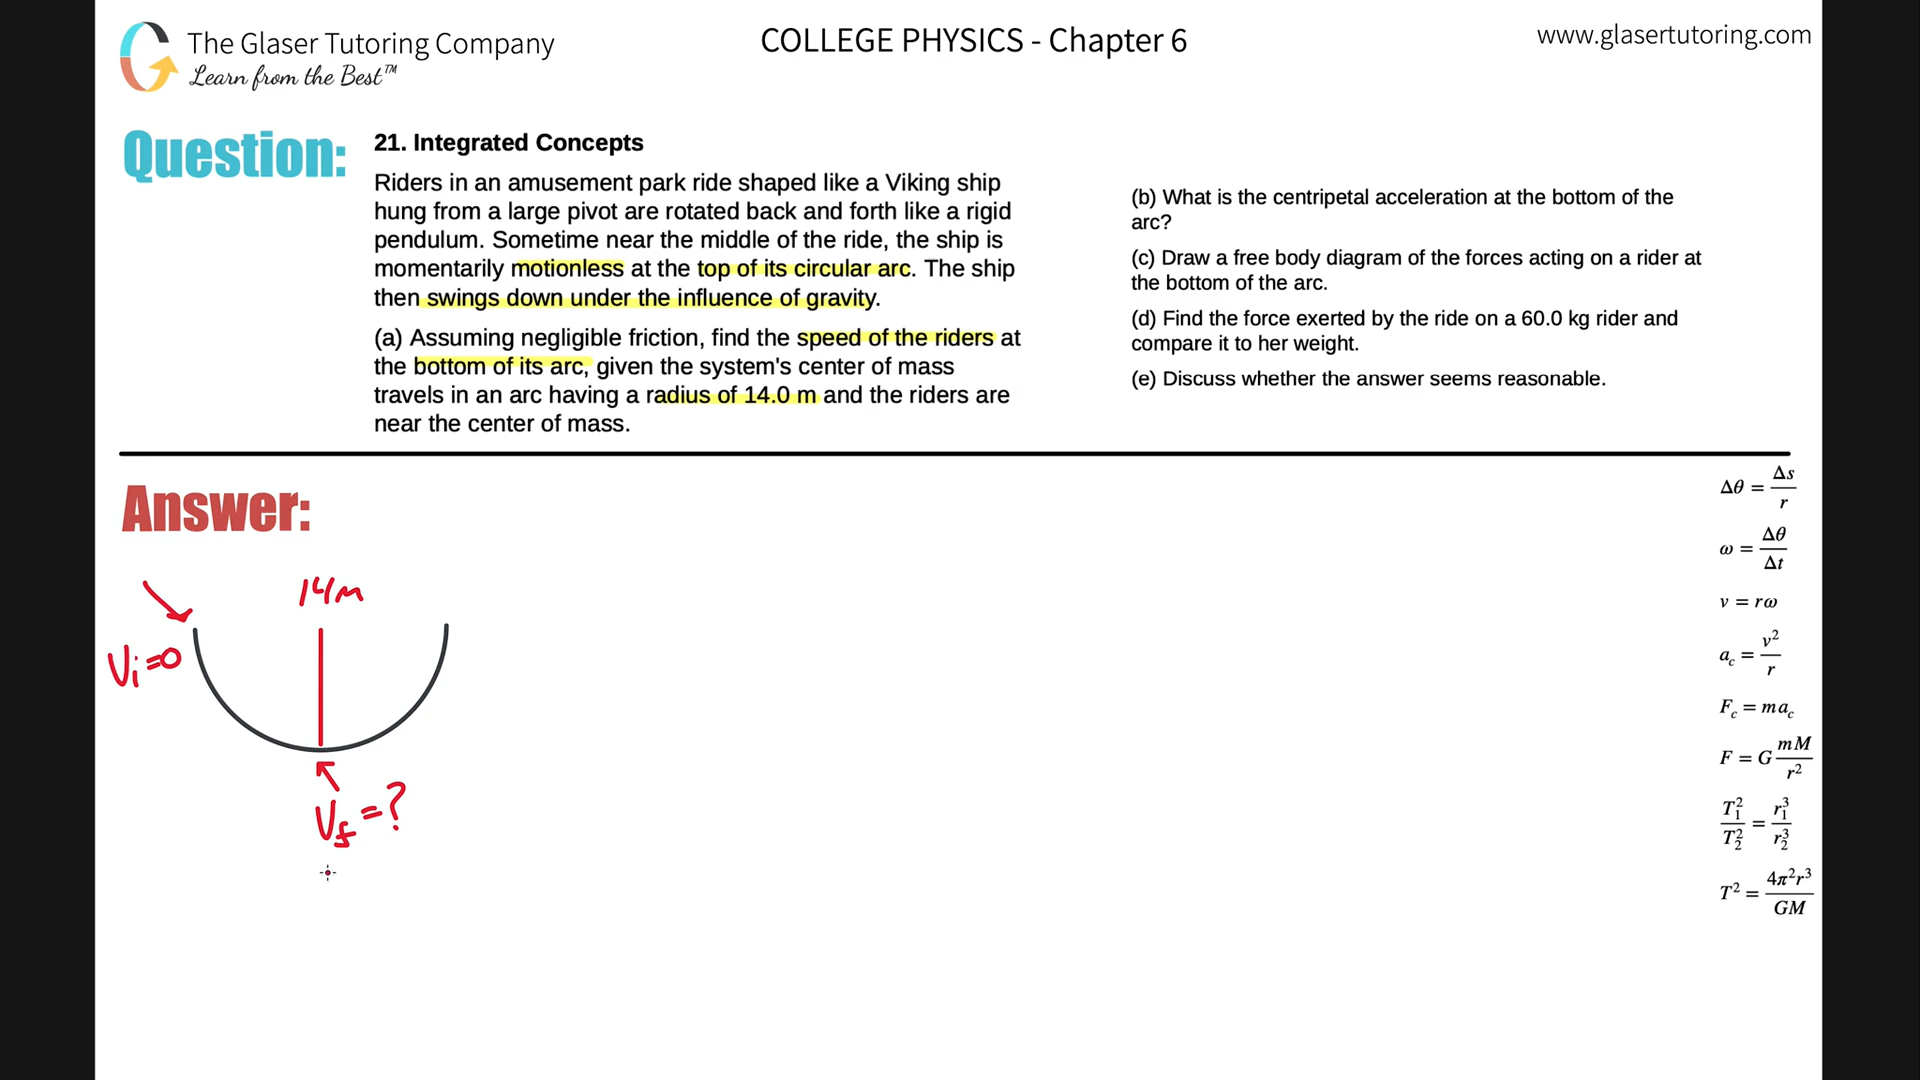 The Glaser Tutoring Company
Learn from the Best™
COLLEGE PHYSICS - Chapter 6
www.glasertutoring.com
Question:
21. Integrated Concepts
Riders in an amusement park ride shaped like a Viking ship
hung from a large pivot are rotated back and forth like a rigid
pendulum. Sometime near the middle of the ride, the ship is
momentarily motionless at the top of its circular arc. The ship
then swings down under the influence of gravity.
(a) Assuming negligible friction, find the speed of the riders at
the bottom of its arc, given the system's center of mass
travels in an arc having a radius of 14.0 m and the riders are
near the center of mass.
(b) What is the centripetal acceleration at the bottom of the
arc?
(c) Draw a free body diagram of the forces acting on a rider at
the bottom of the arc.
(d) Find the force exerted by the ride on a 60.0 kg rider and
compare it to her weight.
(e) Discuss whether the answer seems reasonable.
Answer:
14m
Vi=0
Vf=?
Δθ = Δs/r
ω = Δθ/Δt
v = rω
a_c = v²/r
F_c = ma_c
F = G mM/r²
T₁²/T₂² = r₁³/r₂³
T² = 4π²r³/GM